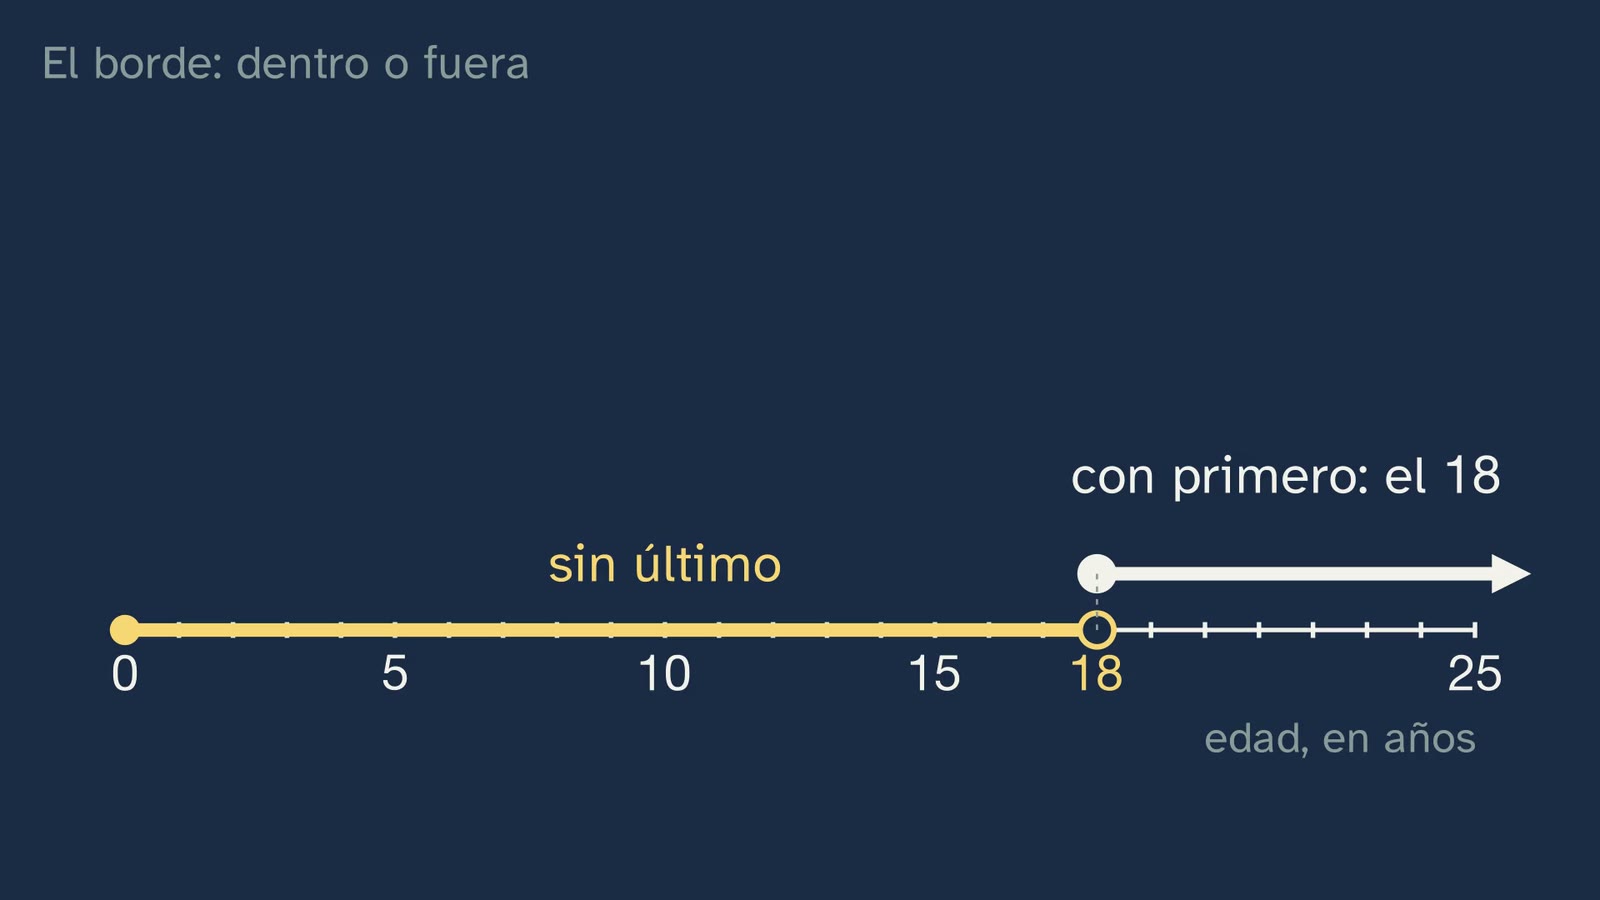 El borde: dentro o fuera
con primero: el 18
sin último
0 5 10 15 18 25
edad, en años